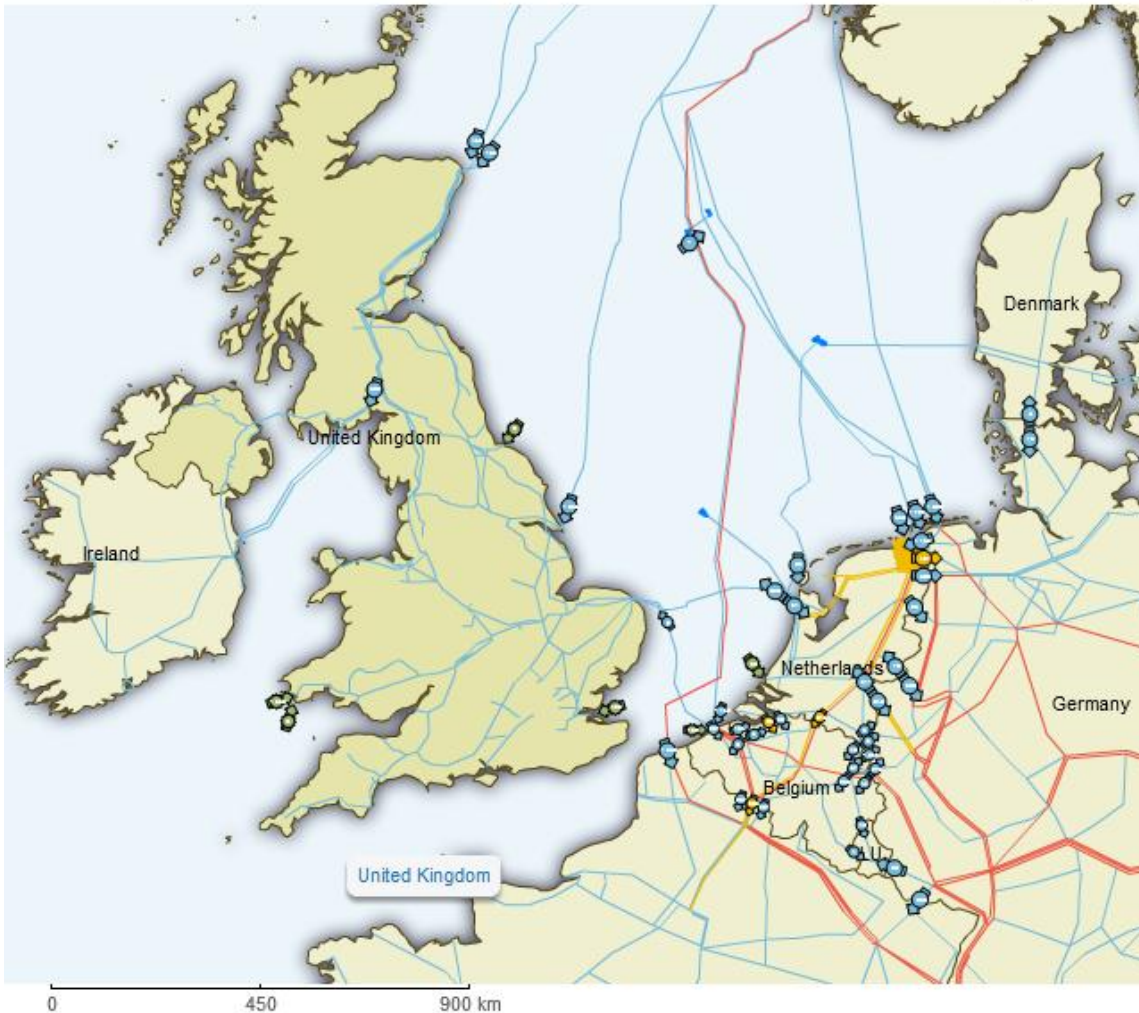 Denmark
United Kingdom
Ireland
Netherlands
Germany
Belgium
LU
United Kingdom
0 450 900 km